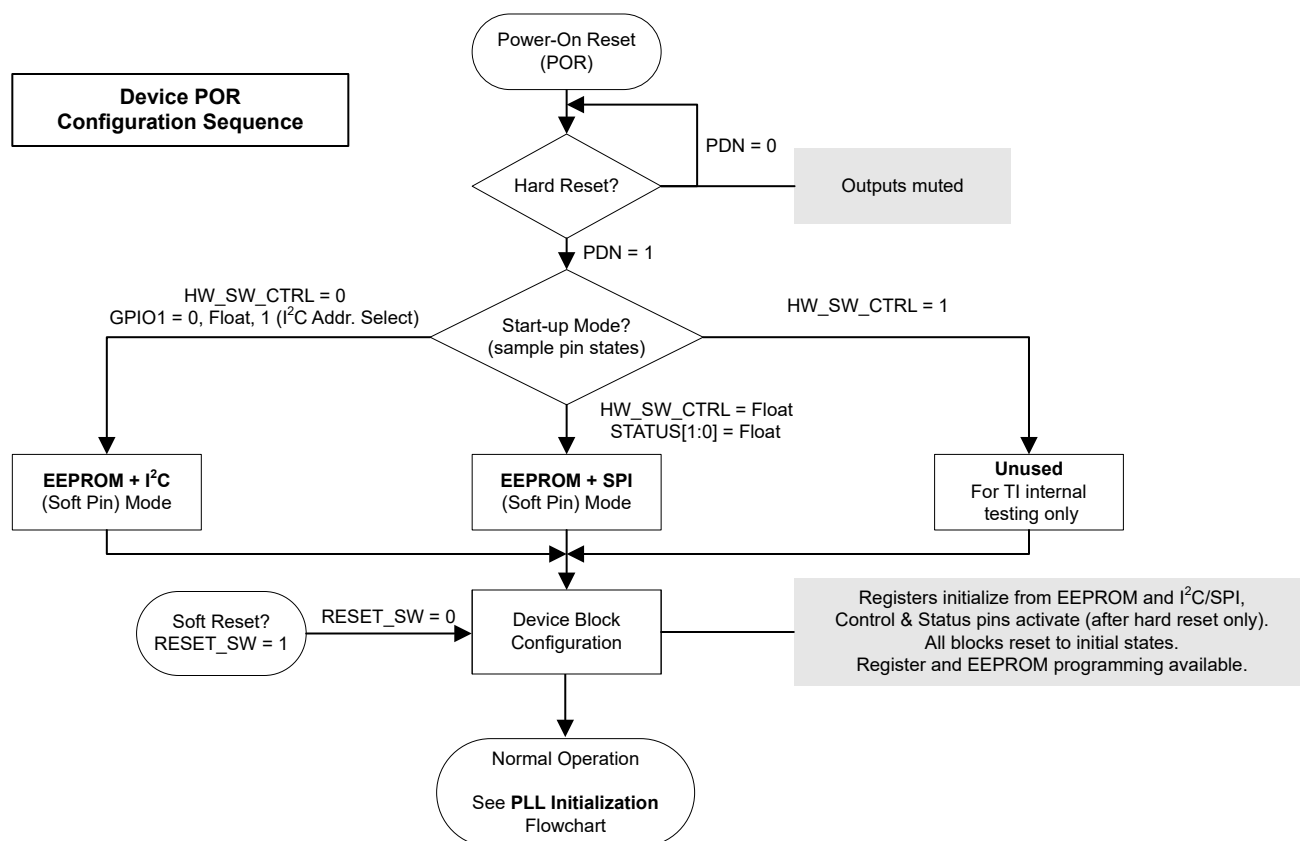 Power-On Reset
(POR)
Device POR
Configuration Sequence
PDN = 0
Hard Reset?
Outputs muted
PDN = 1
HW_SW_CTRL = 0
GPIO1 = 0, Float, 1 (I²C Addr. Select)
Start-up Mode?
(sample pin states)
HW_SW_CTRL = 1
HW_SW_CTRL = Float
STATUS[1:0] = Float
EEPROM + I²C
(Soft Pin) Mode
EEPROM + SPI
(Soft Pin) Mode
Unused
For TI internal
testing only
Soft Reset?
RESET_SW = 1
RESET_SW = 0
Device Block
Configuration
Registers initialize from EEPROM and I²C/SPI,
Control & Status pins activate (after hard reset only).
All blocks reset to initial states.
Register and EEPROM programming available.
Normal Operation
See PLL Initialization
Flowchart